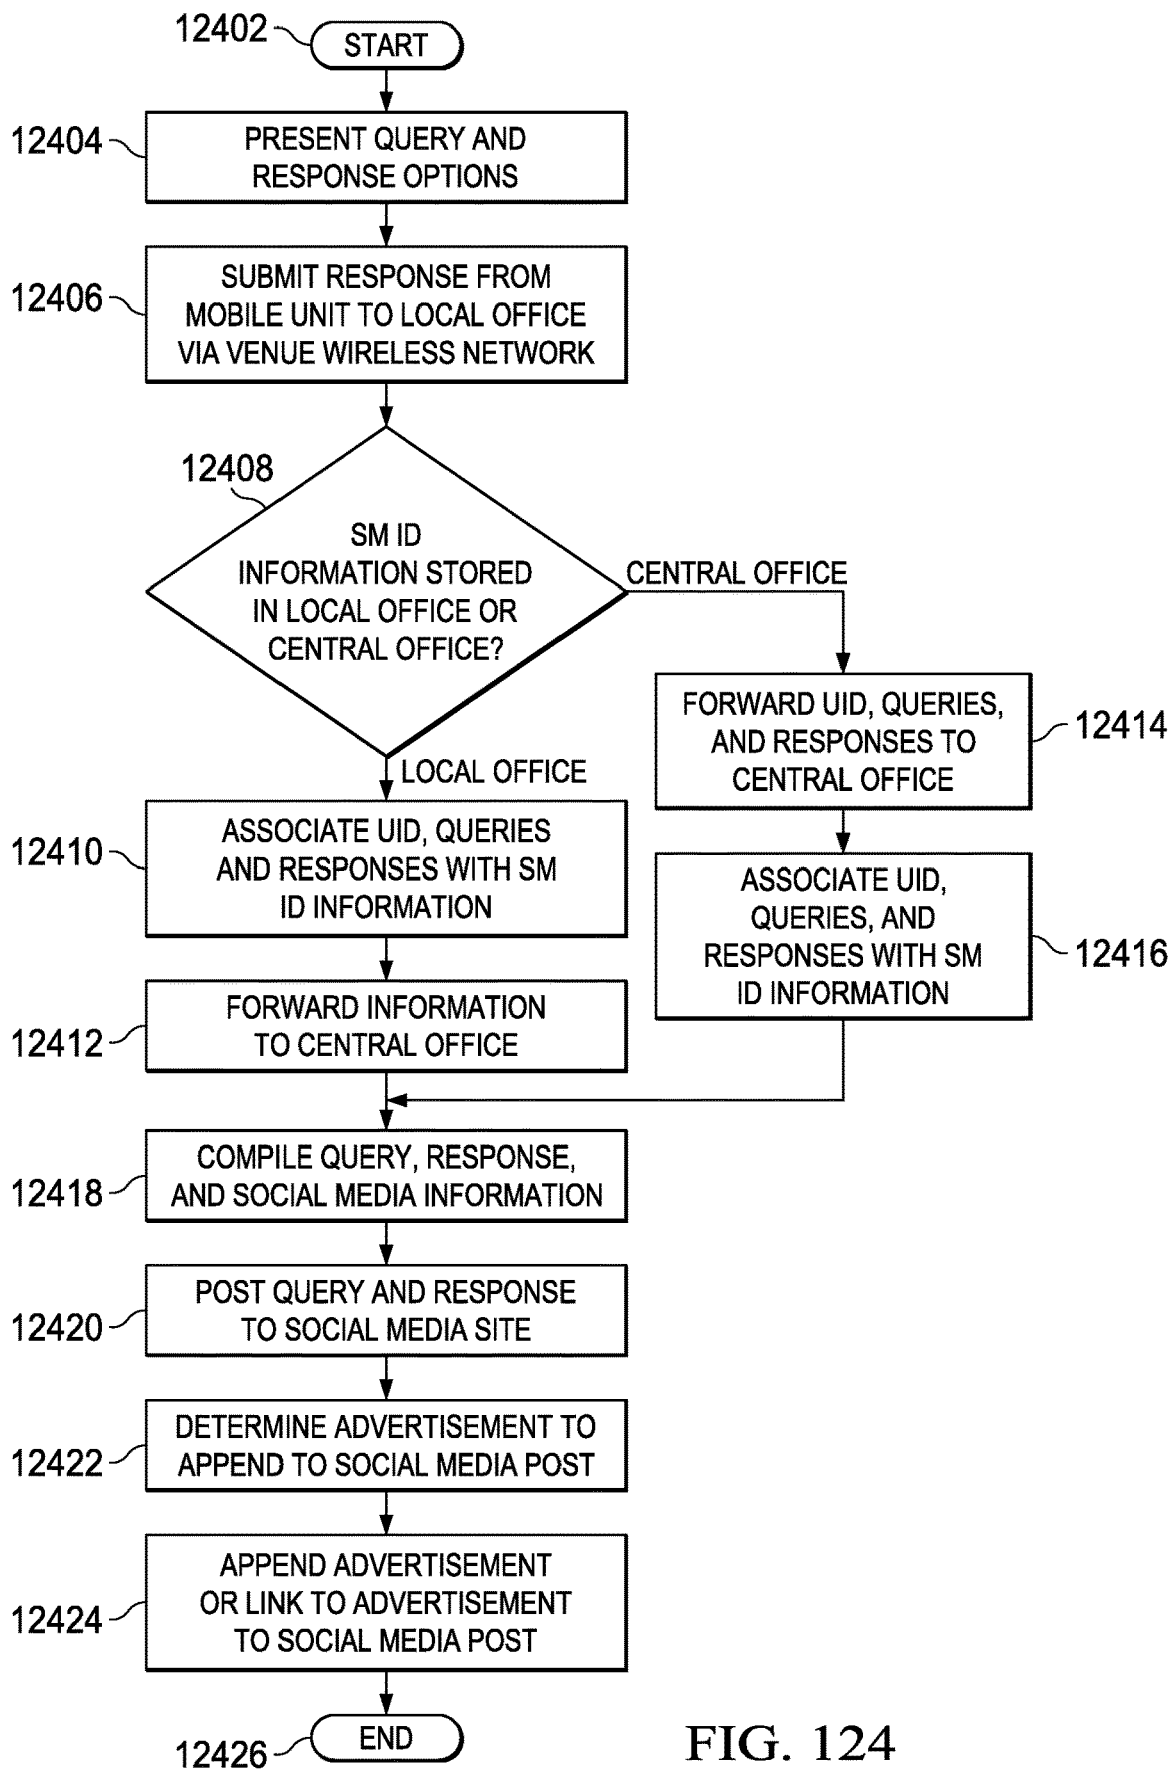 12402
START
12404
PRESENT QUERY AND
RESPONSE OPTIONS
12406
SUBMIT RESPONSE FROM
MOBILE UNIT TO LOCAL OFFICE
VIA VENUE WIRELESS NETWORK
12408
SM ID
INFORMATION STORED
IN LOCAL OFFICE OR
CENTRAL OFFICE?
CENTRAL OFFICE
LOCAL OFFICE
FORWARD UID, QUERIES,
AND RESPONSES TO
CENTRAL OFFICE
12414
12410
ASSOCIATE UID, QUERIES
AND RESPONSES WITH SM
ID INFORMATION
ASSOCIATE UID,
QUERIES, AND
RESPONSES WITH SM
ID INFORMATION
12416
12412
FORWARD INFORMATION
TO CENTRAL OFFICE
12418
COMPILE QUERY, RESPONSE,
AND SOCIAL MEDIA INFORMATION
12420
POST QUERY AND RESPONSE
TO SOCIAL MEDIA SITE
12422
DETERMINE ADVERTISEMENT TO
APPEND TO SOCIAL MEDIA POST
12424
APPEND ADVERTISEMENT
OR LINK TO ADVERTISEMENT
TO SOCIAL MEDIA POST
12426
END
FIG. 124